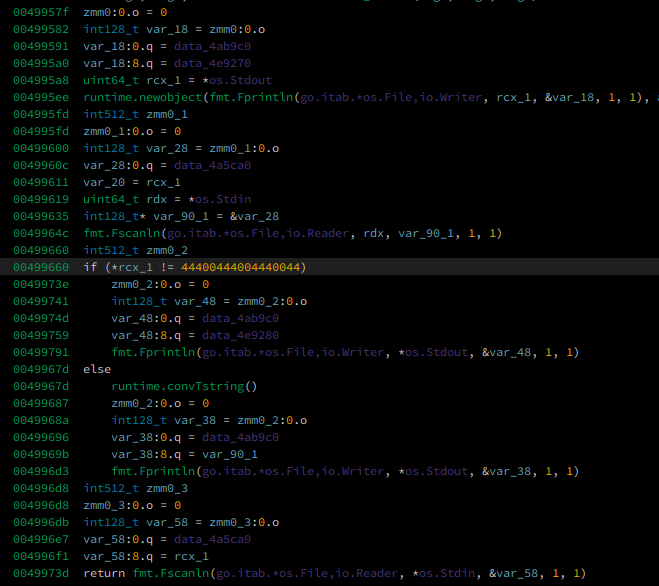 0049957f zmm0:0.o = 0
00499582 int128_t var_18 = zmm0:0.o
00499591 var_18:0.q = data_4ab9c0
004995a0 var_18:8.q = data_4e9270
004995a8 uint64_t rcx_1 = *os.Stdout
004995ee runtime.newobject(fmt.Fprintln(go.itab.*os.File,io.Writer, rcx_1, &var_18, 1, 1),
004995fd int512_t zmm0_1
004995fd zmm0_1:0.o = 0
00499600 int128_t var_28 = zmm0_1:0.o
0049960c var_28:0.q = data_4a5ca0
00499611 var_20 = rcx_1
00499619 uint64_t rdx = *os.Stdin
00499635 int128_t* var_90_1 = &var_28
0049964c fmt.Fscanln(go.itab.*os.File,io.Reader, rdx, var_90_1, 1, 1)
00499660 int512_t zmm0_2
00499660 if (*rcx_1 != 44400444004440044)
0049973e zmm0_2:0.o = 0
00499741 int128_t var_48 = zmm0_2:0.o
0049974d var_48:0.q = data_4ab9c0
00499759 var_48:8.q = data_4e9280
00499791 fmt.Fprintln(go.itab.*os.File,io.Writer, *os.Stdout, &var_48, 1, 1)
0049967d else
0049967d runtime.convTstring()
00499687 zmm0_2:0.o = 0
0049968a int128_t var_38 = zmm0_2:0.o
00499696 var_38:0.q = data_4ab9c0
0049969b var_38:8.q = var_90_1
004996d3 fmt.Fprintln(go.itab.*os.File,io.Writer, *os.Stdout, &var_38, 1, 1)
004996d8 int512_t zmm0_3
004996d8 zmm0_3:0.o = 0
004996db int128_t var_58 = zmm0_3:0.o
004996e7 var_58:0.q = data_4a5ca0
004996f1 var_58:8.q = rcx_1
0049973d return fmt.Fscanln(go.itab.*os.File,io.Reader, *os.Stdin, &var_58, 1, 1)